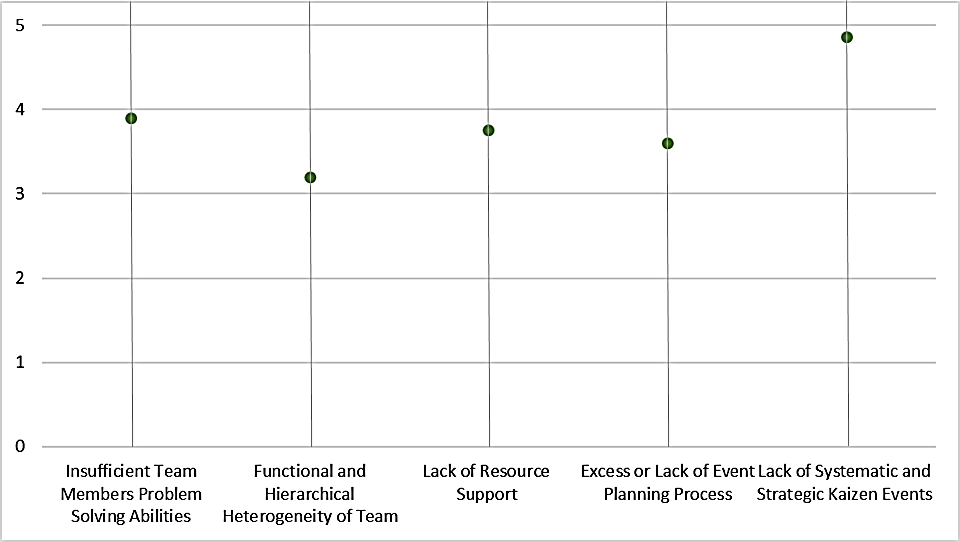 5
4
3
2
1
0
Insufficient Team
Members Problem
Solving Abilities
Functional and
Hierarchical
Heterogeneity of Team
Lack of Resource
Support
Excess or Lack of Event
Planning Process
Lack of Systematic and
Strategic Kaizen Events